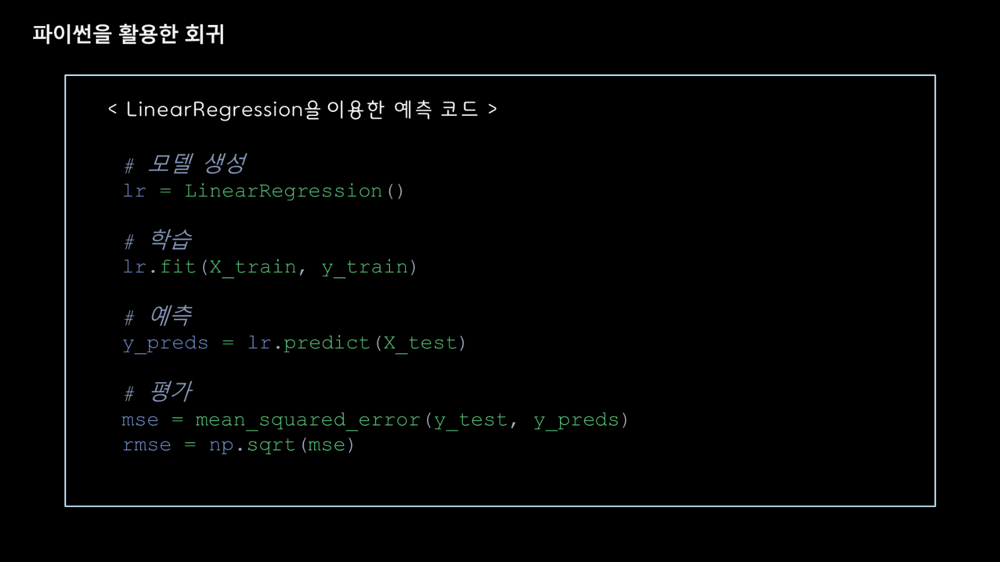 파이썬을 활용한 회귀
< LinearRegression을 이용한 예측 코드 >
# 모델 생성
lr = LinearRegression()
# 학습
lr.fit(X_train, y_train)
# 예측
y_preds = lr.predict(X_test)
# 평가
mse = mean_squared_error(y_test, y_preds)
rmse = np.sqrt(mse)